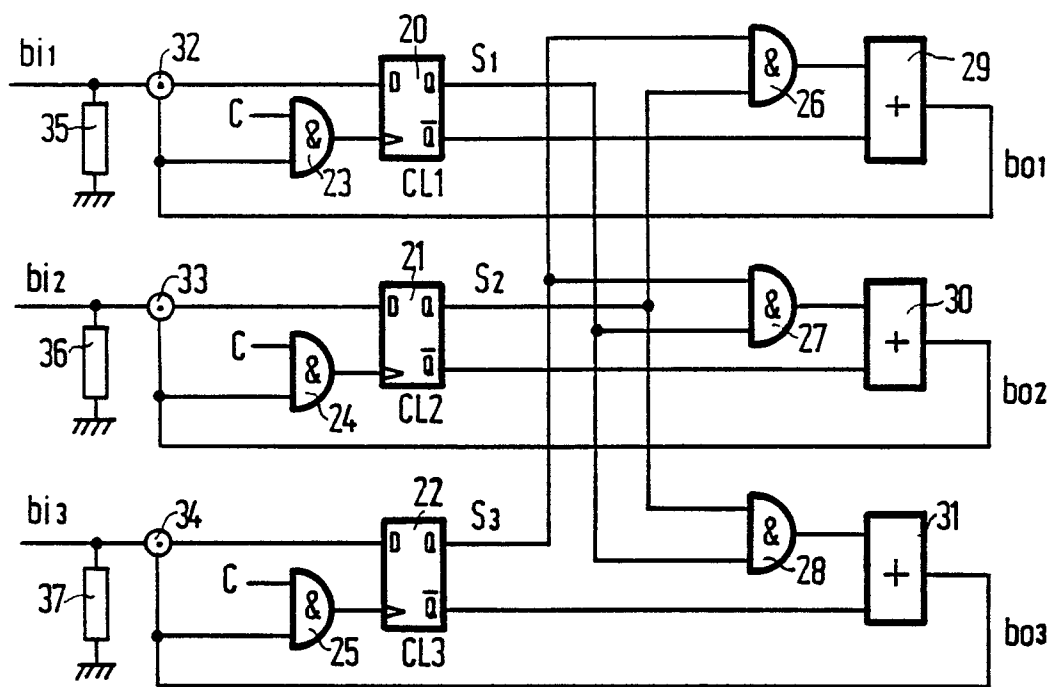 bi1 32 20 S1 & 26 29
35 C & 23 D Q Q̅ CL1 + bo1
bi2 33 21 S2 & 27 30
36 C & 24 D Q Q̅ CL2 + bo2
bi3 34 22 S3 & 28 31
37 C & 25 D Q Q̅ CL3 + bo3